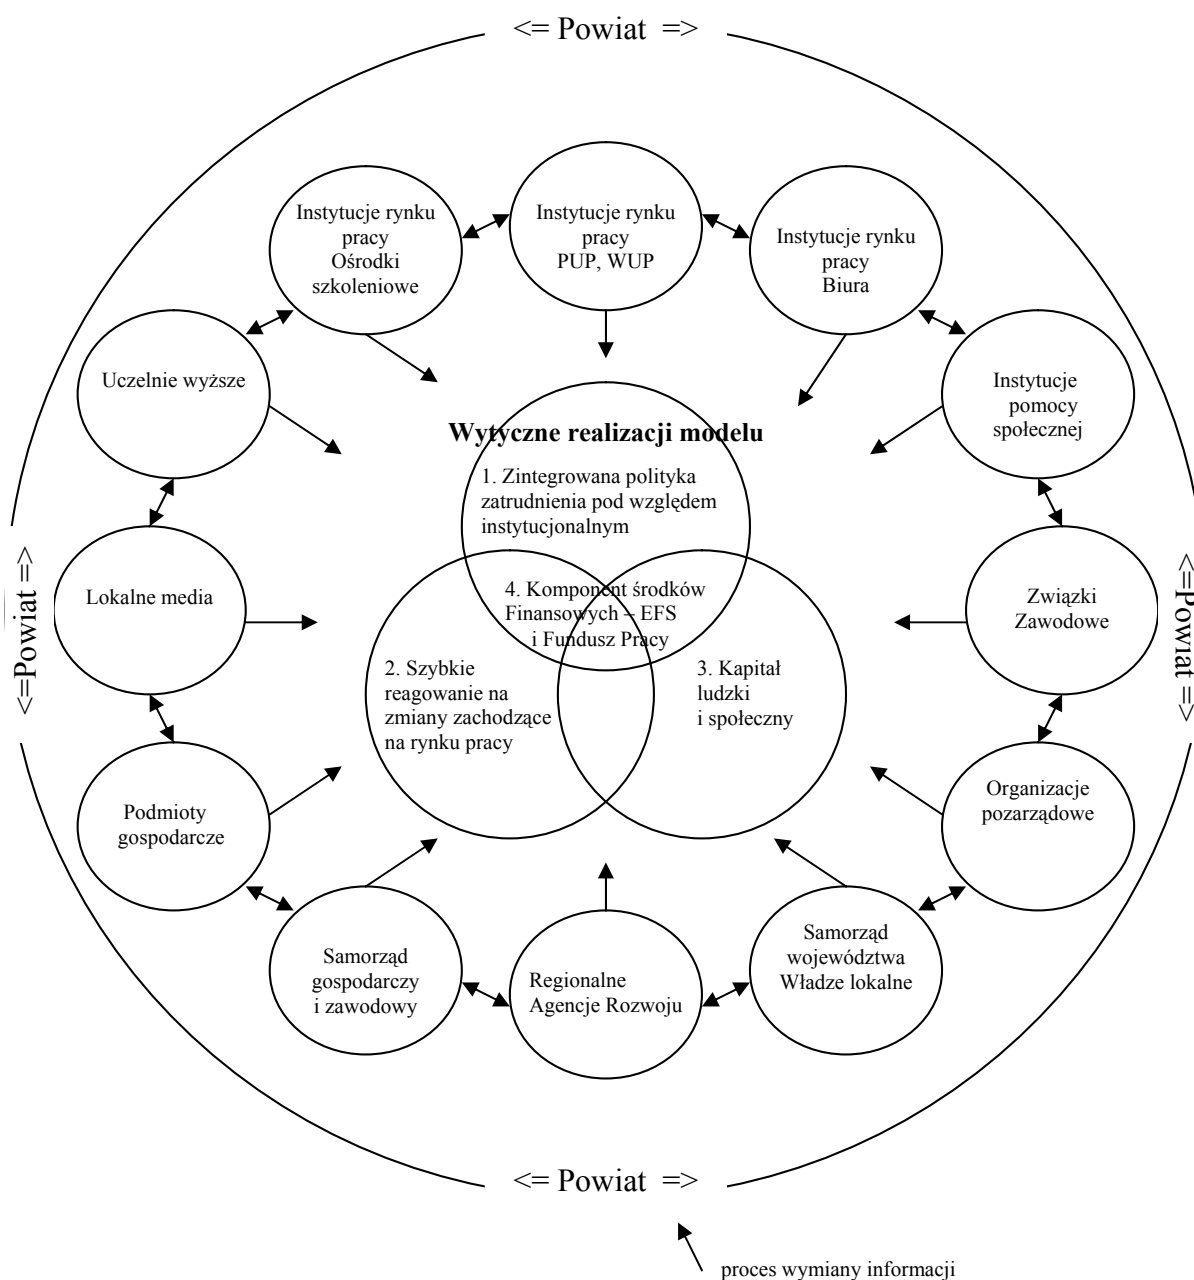 <= Powiat =>
Instytucje rynku
pracy
Ośrodki
szkoleniowe
Instytucje rynku
pracy
PUP, WUP
Instytucje rynku
pracy
Biura
Uczelnie wyższe
Instytucje
pomocy
społecznej
Wytyczne realizacji modelu
1. Zintegrowana polityka
zatrudnienia pod względem
instytucjonalnym
<=Powiat =>
Lokalne media
4. Komponent środków
Finansowych – EFS
i Fundusz Pracy
Związki
Zawodowe
<=Powiat =>
2. Szybkie
reagowanie na
zmiany zachodzące
na rynku pracy
3. Kapitał
ludzki
i społeczny
Podmioty
gospodarcze
Organizacje
pozarządowe
Samorząd
gospodarczy
i zawodowy
Regionalne
Agencje Rozwoju
Samorząd
województwa
Władze lokalne
<= Powiat =>
proces wymiany informacji